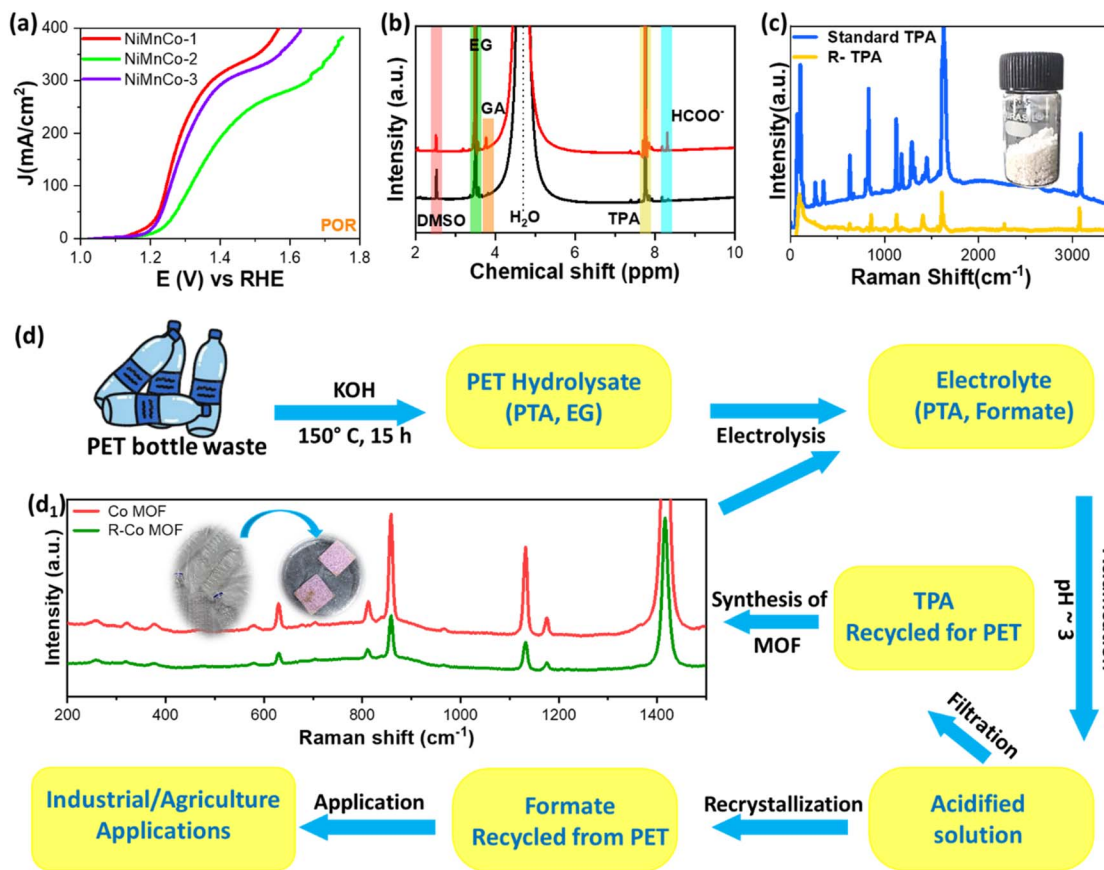 (a)
NiMnCo-1
NiMnCo-2
NiMnCo-3
J(mA/cm²)
400
300
200
100
0
POR
1.0 1.2 1.4 1.6 1.8
E (V) vs RHE
(b)
Intensity (a.u.)
EG
GA
HCOO⁻
DMSO
H₂O
TPA
2 4 6 8 10
Chemical shift (ppm)
(c)
Standard TPA
R- TPA
Intensity(a.u.)
0 1000 2000 3000
Raman Shift(cm⁻¹)
(d)
PET bottle waste
KOH
150° C, 15 h
PET Hydrolysate
(PTA, EG)
Electrolysis
Electrolyte
(PTA, Formate)
pH ~ 3
(d₁)
Co MOF
R-Co MOF
Intensity (a.u.)
200 400 600 800 1000 1200 1400
Raman shift (cm⁻¹)
Synthesis of
MOF
TPA
Recycled for PET
Filtration
Acidified
solution
Recrystallization
Formate
Recycled from PET
Application
Industrial/Agriculture
Applications